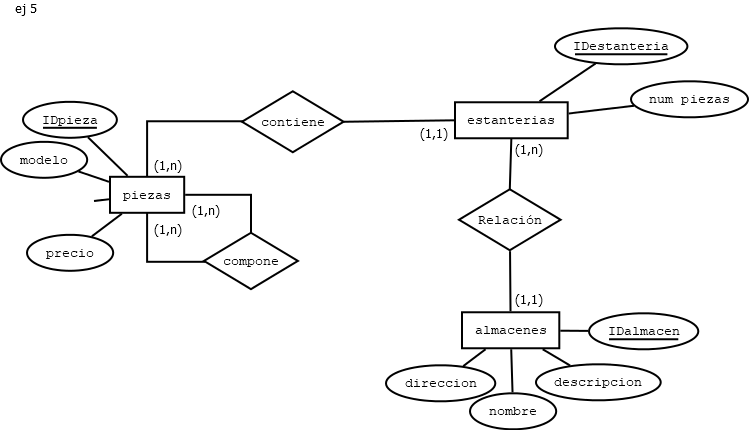 ej 5
IDestanteria
num piezas
IDpieza
contiene
estanterias
(1,1)
(1,n)
modelo
(1,n)
piezas
(1,n)
(1,n)
Relación
precio
compone
(1,1)
almacenes
IDalmacen
direccion
descripcion
nombre